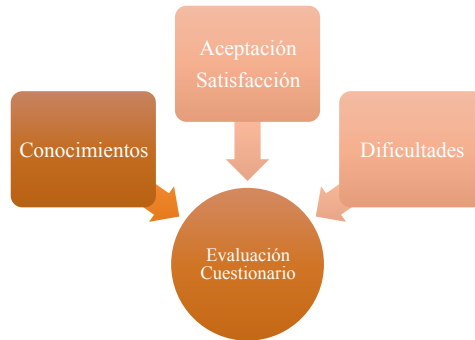 Aceptación
Satisfacción
Conocimientos
Dificultades
Evaluación
Cuestionario